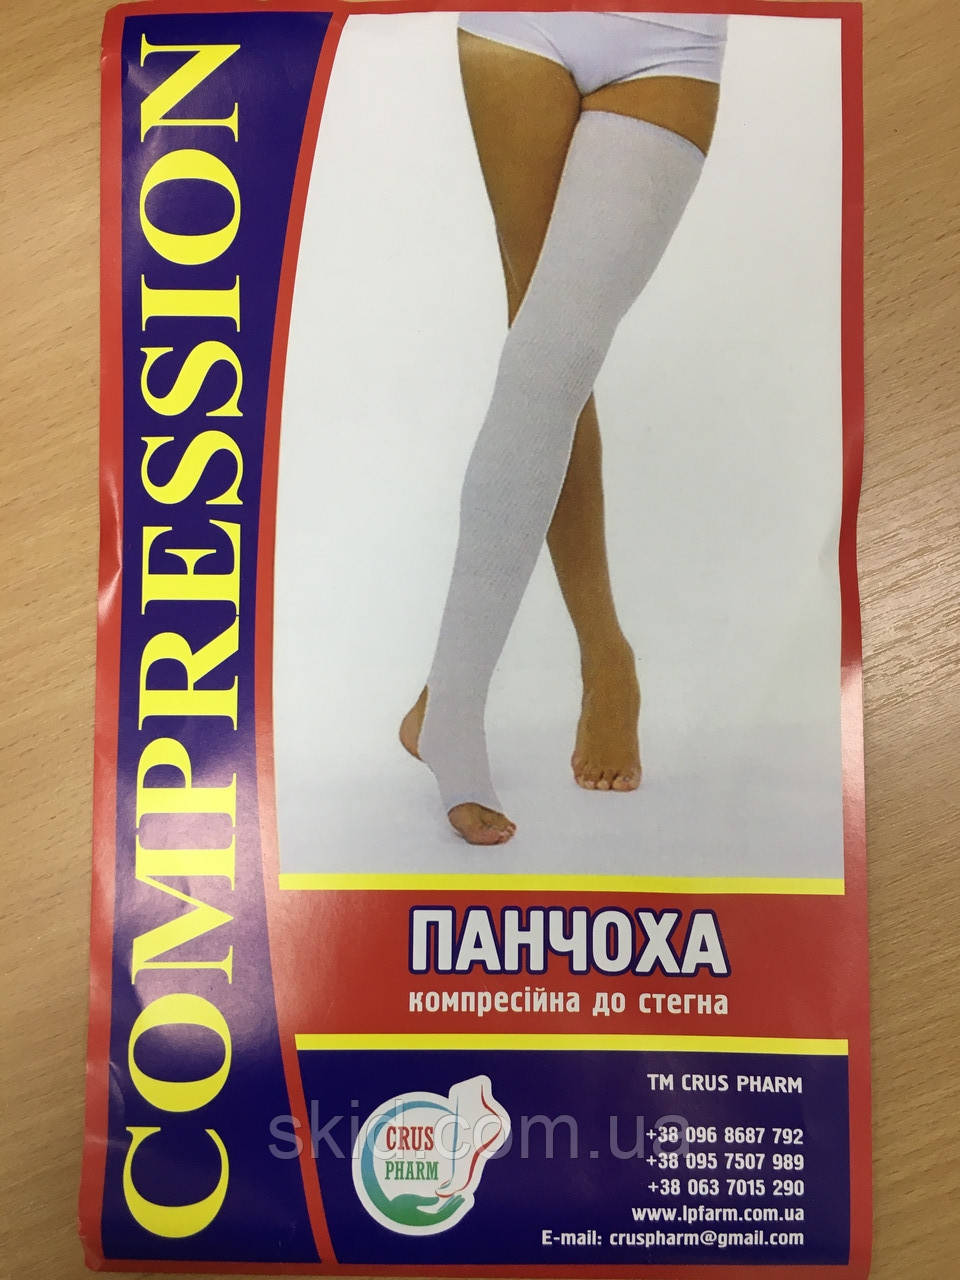 COMPRESSION
ПАНЧОХА
компресійна до стегна
TM CRUS PHARM
CRUS
PHARM
+38 096 8687 792
+38 095 7507 989
+38 063 7015 290
www.lpfarm.com.ua
E-mail: cruspharm@gmail.com
skid.com.ua